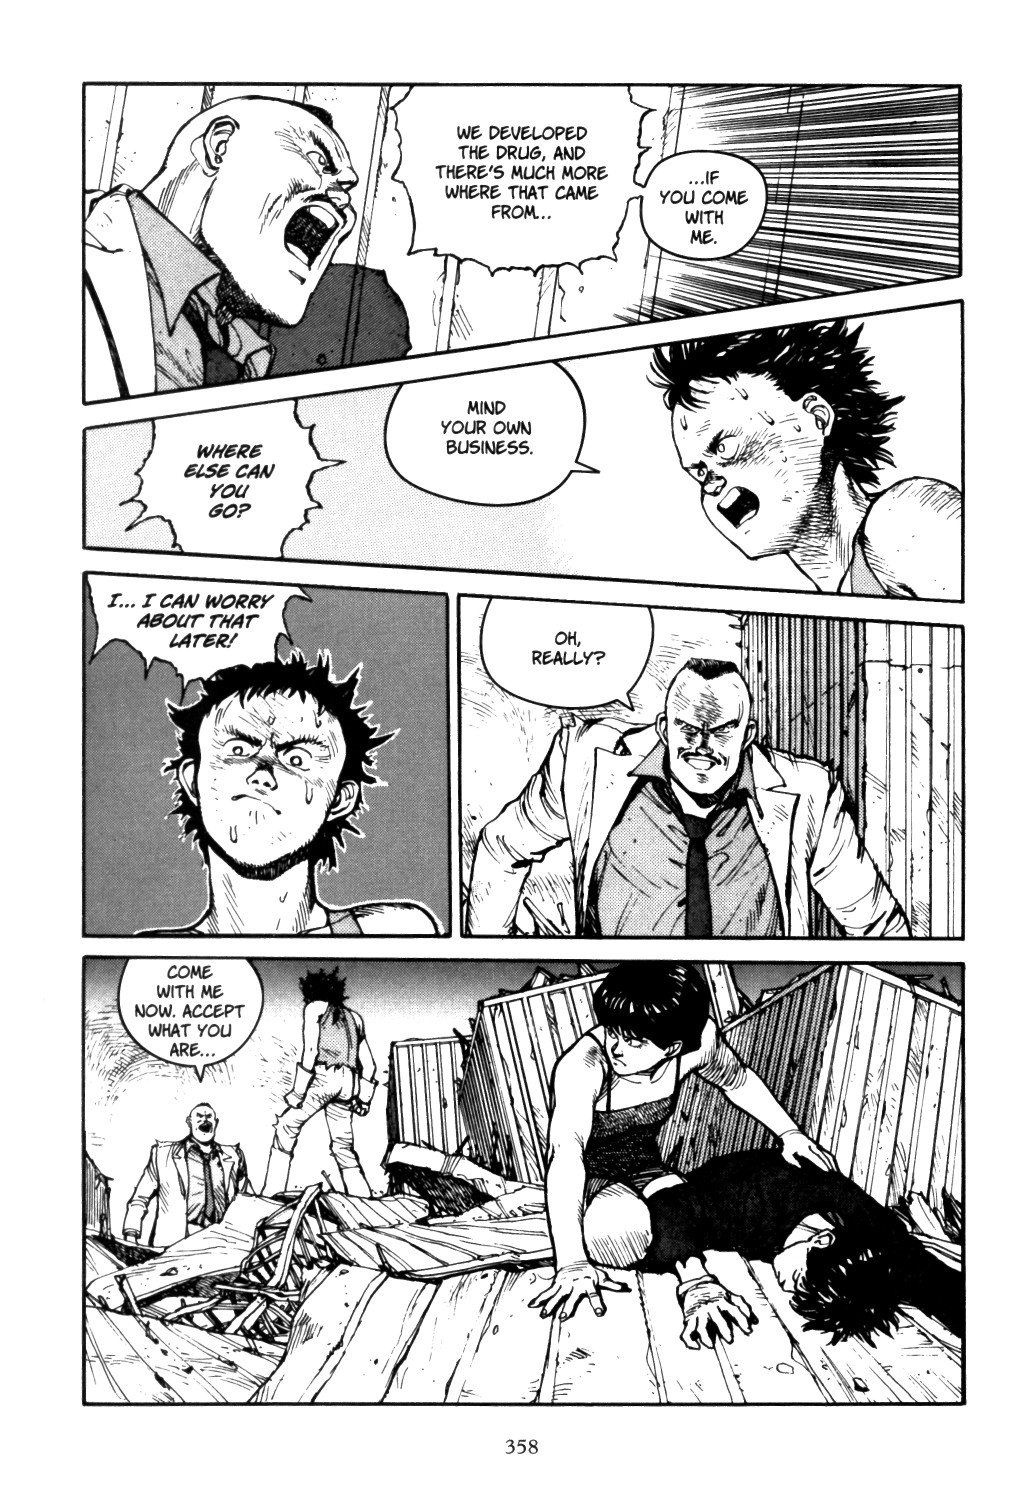 WE DEVELOPED
THE DRUG, AND
THERE'S MUCH MORE
WHERE THAT CAME
FROM...
...IF
YOU COME
WITH
ME.
MIND
YOUR OWN
BUSINESS.
WHERE
ELSE CAN
YOU
GO?
I... I CAN WORRY
ABOUT THAT
LATER!
OH,
REALLY?
COME
WITH ME
NOW. ACCEPT
WHAT YOU
ARE...
358